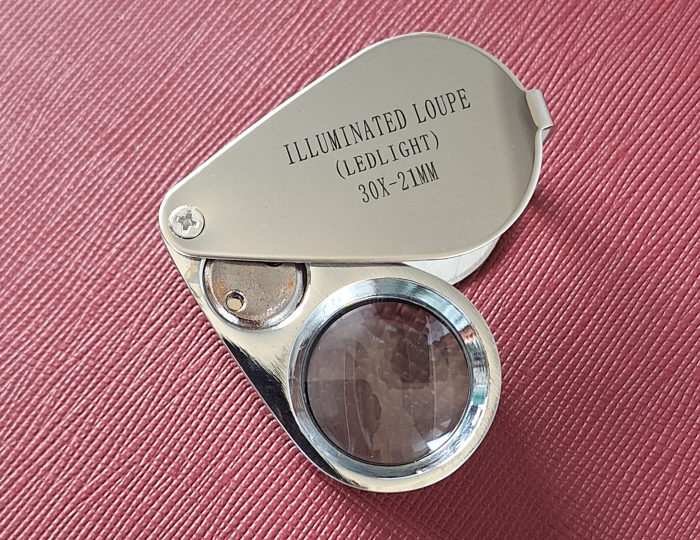 ILLUMINATED LOUPE
(LEDLIGHT)
30X-21MM